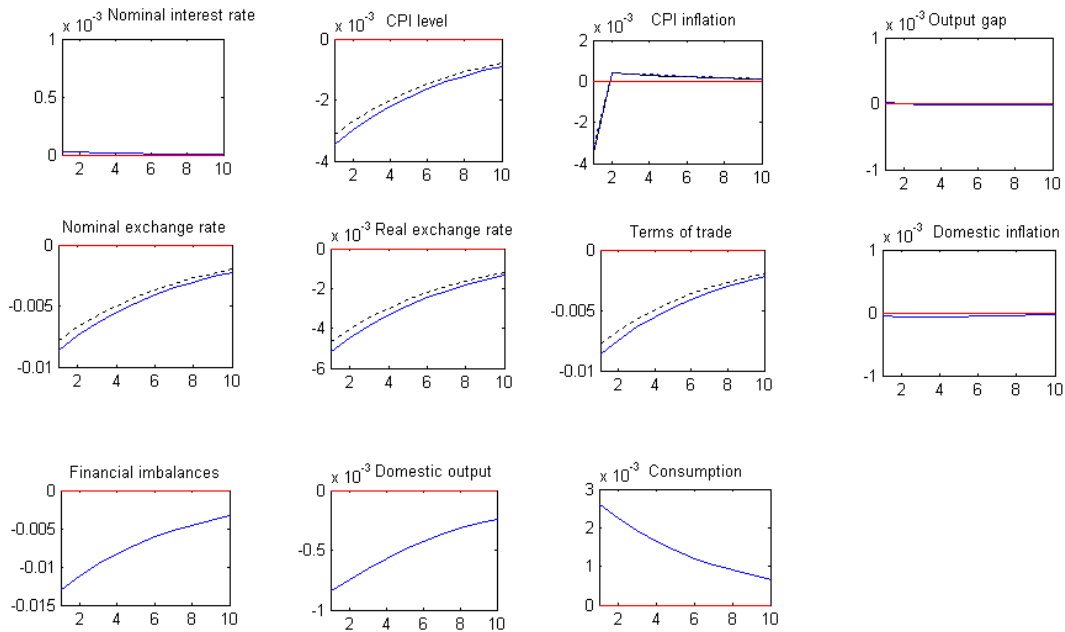 x 10⁻³ Nominal interest rate
1
0.5
0
2 4 6 8 10
x 10⁻³ CPI level
0
-2
-4
2 4 6 8 10
x 10⁻³ CPI inflation
2
0
-2
-4
2 4 6 8 10
x 10⁻³ Output gap
1
0
-1
2 4 6 8 10
Nominal exchange rate
0
-0.005
-0.01
2 4 6 8 10
x 10⁻³ Real exchange rate
0
-2
-4
-6
2 4 6 8 10
Terms of trade
0
-0.005
-0.01
2 4 6 8 10
x 10⁻³ Domestic inflation
1
0
-1
2 4 6 8 10
Financial imbalances
0
-0.005
-0.01
-0.015
2 4 6 8 10
x 10⁻³ Domestic output
0
-0.5
-1
2 4 6 8 10
x 10⁻³ Consumption
3
2
1
0
2 4 6 8 10